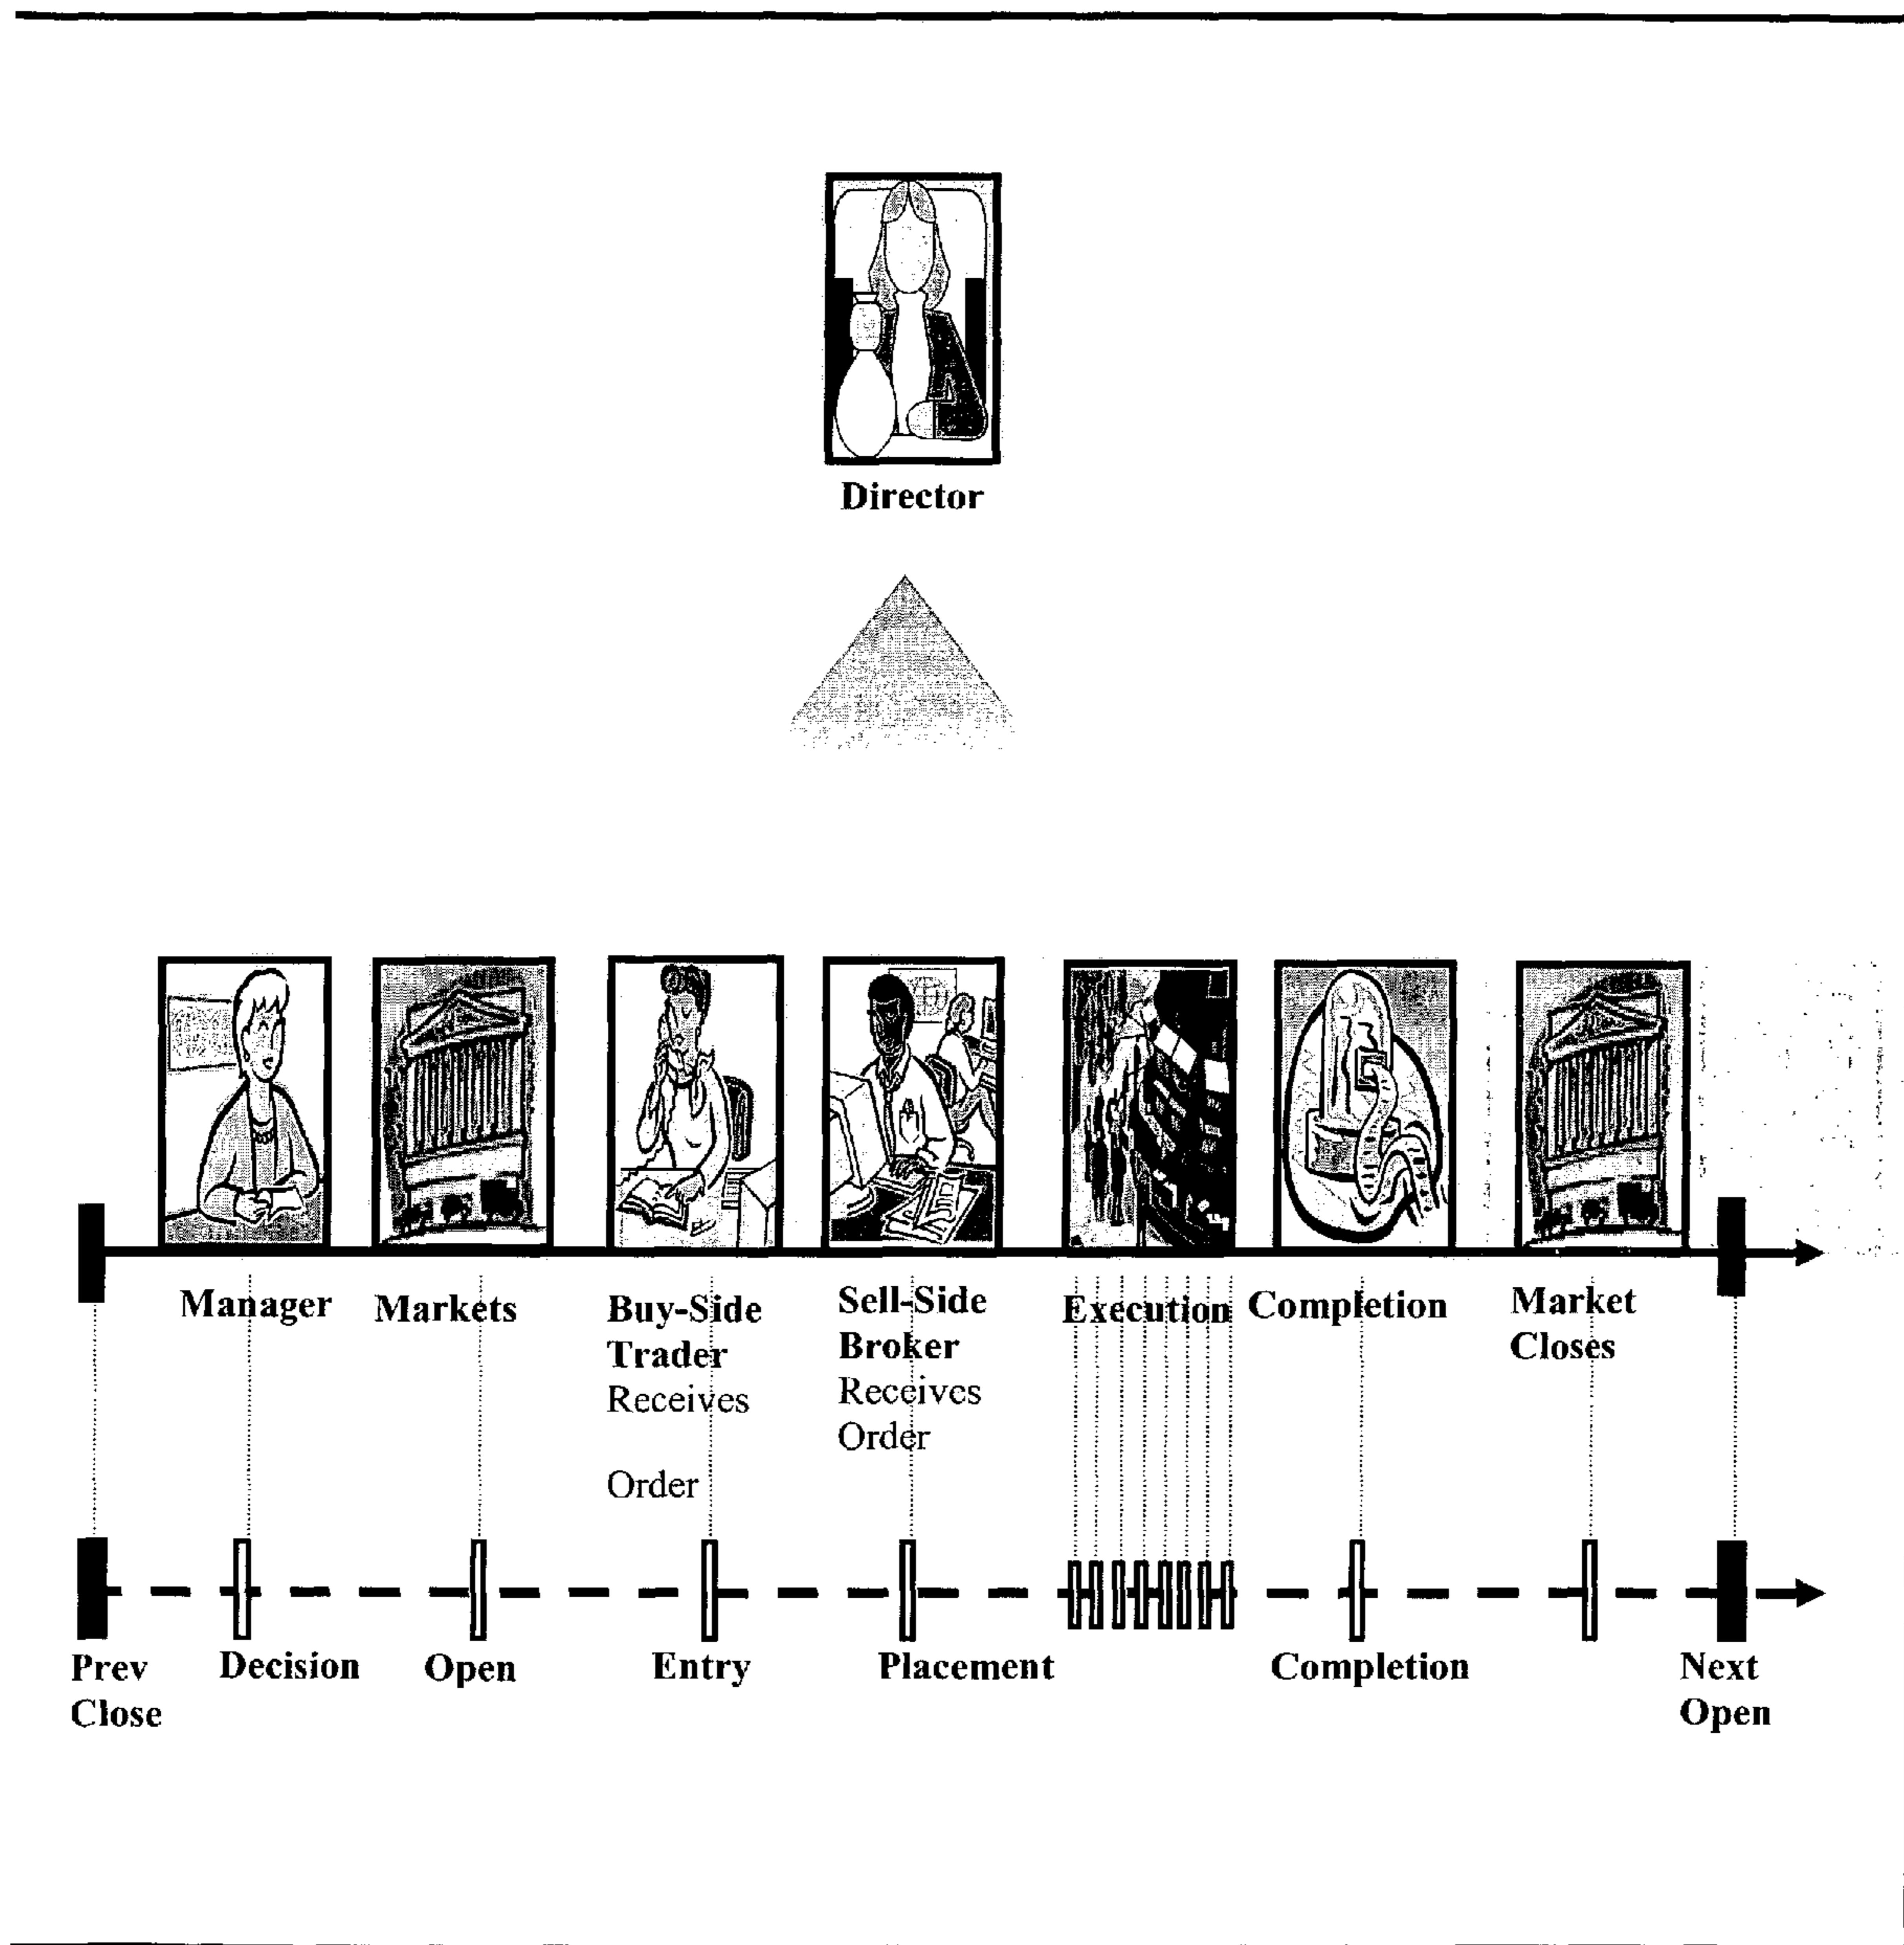 Director
Manager
Markets
Buy-Side
Trader
Receives
Order
Sell-Side
Broker
Receives
Order
Execution
Completion
Market
Closes
Prev
Close
Decision
Open
Entry
Placement
Completion
Next
Open